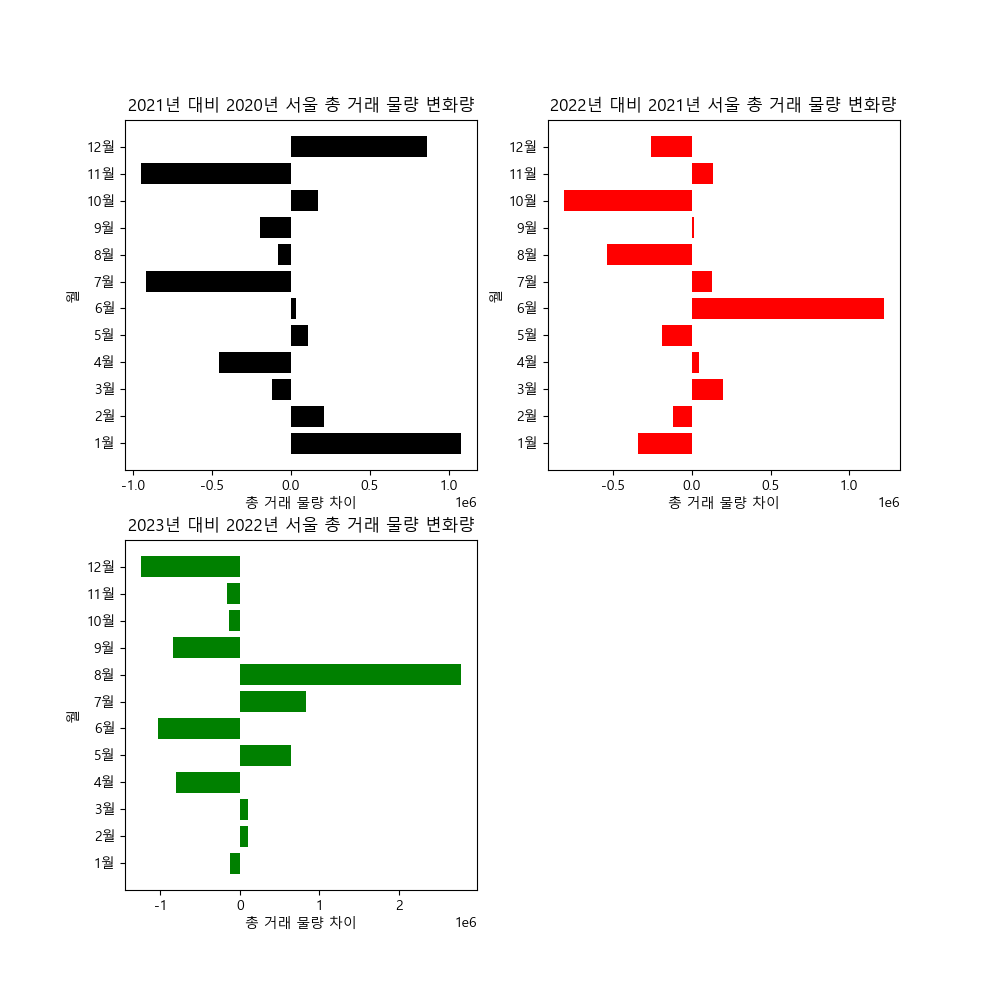 2021년 대비 2020년 서울 총 거래 물량 변화량
12월
11월
10월
9월
8월
7월
6월
5월
4월
3월
2월
1월
월
-1.0 -0.5 0.0 0.5 1.0
총 거래 물량 차이
1e6
2022년 대비 2021년 서울 총 거래 물량 변화량
12월
11월
10월
9월
8월
7월
6월
5월
4월
3월
2월
1월
월
-0.5 0.0 0.5 1.0
총 거래 물량 차이
1e6
2023년 대비 2022년 서울 총 거래 물량 변화량
12월
11월
10월
9월
8월
7월
6월
5월
4월
3월
2월
1월
월
-1 0 1 2
총 거래 물량 차이
1e6